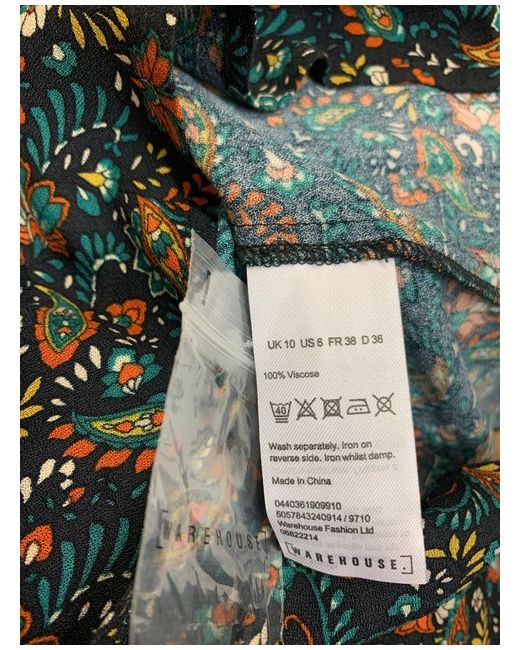 UK 10 US 6 FR 38 D 36
100% Viscose
40
Wash separately. Iron on
reverse side. Iron whilst damp.
Made in China
0440361909910
5057843240914 / 9710
Warehouse Fashion Ltd
06822214
WAREHOUSE
WAREHOUSE